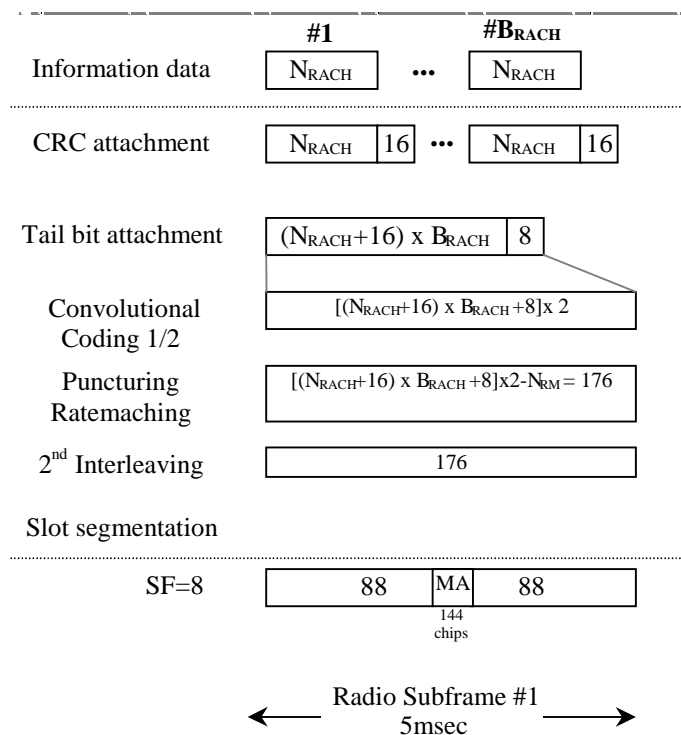 #1 #BRACH
Information data NRACH ••• NRACH
CRC attachment NRACH 16 ••• NRACH 16
Tail bit attachment (NRACH+16) x BRACH 8
Convolutional
Coding 1/2
[(NRACH+16) x BRACH+8]x 2
Puncturing
Ratemaching
[(NRACH+16) x BRACH+8]x2-NRM = 176
2nd Interleaving 176
Slot segmentation
SF=8 88 MA 88
144
chips
Radio Subframe #1
5msec